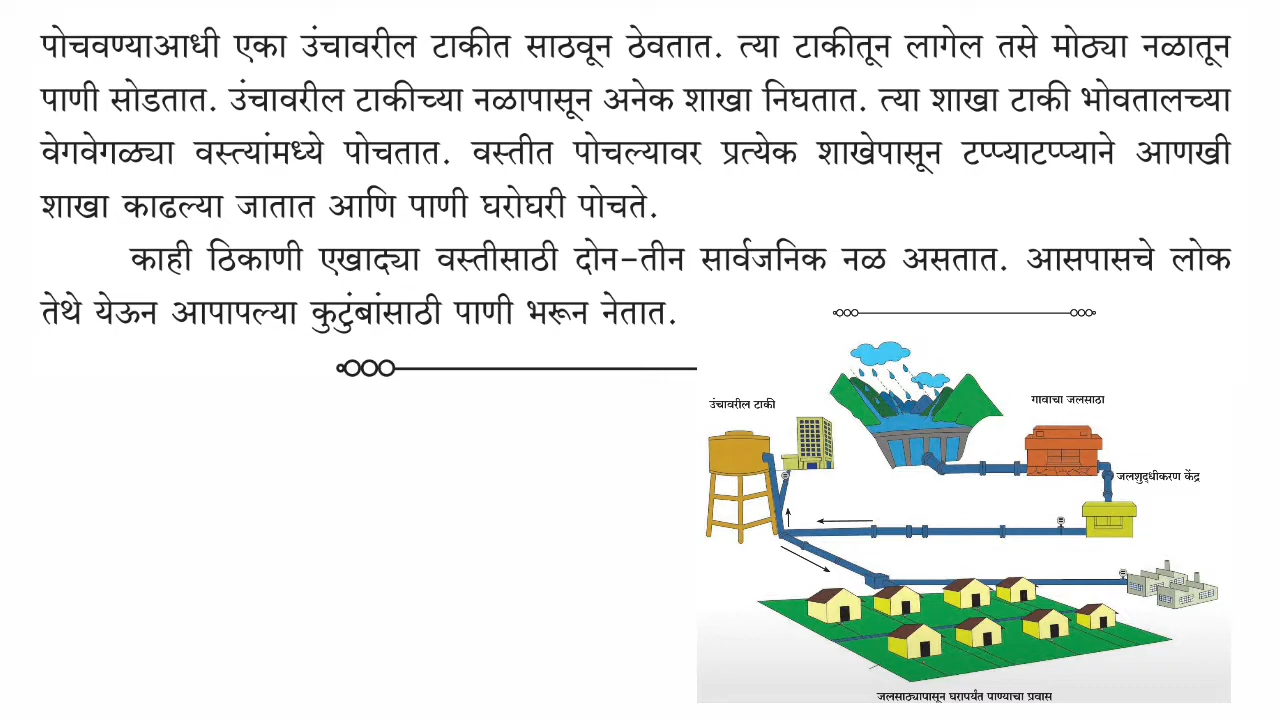 पोचवण्याआधी एका उंचावरील टाकीत साठवून ठेवतात. त्या टाकीतून लागेल तसे मोठ्या नळातून
पाणी सोडतात. उंचावरील टाकीच्या नळापासून अनेक शाखा निघतात. त्या शाखा टाकी भोवतालच्या
वेगवेगळ्या वस्त्यांमध्ये पोचतात. वस्तीत पोचल्यावर प्रत्येक शाखेपासून टप्प्याटप्प्याने आणखी
शाखा काढल्या जातात आणि पाणी घरोघरी पोचते.
काही ठिकाणी एखाद्या वस्तीसाठी दोन-तीन सार्वजनिक नळ असतात. आसपासचे लोक
तेथे येऊन आपापल्या कुटुंबांसाठी पाणी भरून नेतात.
उंचावरील टाकी
गावाचा जलसाठा
जलशुद्धीकरण केंद्र
जलसाठ्यापासून घरापर्यंत पाण्याचा प्रवास